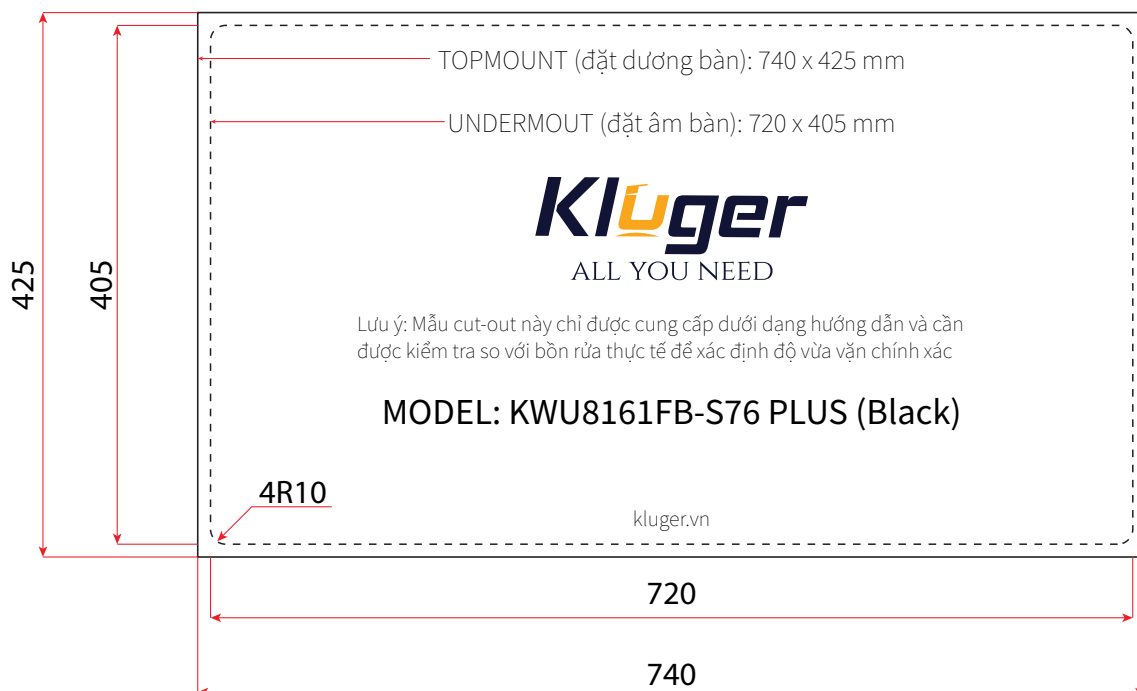 TOPMOUNT (đặt dương bàn): 740 x 425 mm
UNDERMOUT (đặt âm bàn): 720 x 405 mm
425
405
Kluger
ALL YOU NEED
Lưu ý: Mẫu cut-out này chỉ được cung cấp dưới dạng hướng dẫn và cần
được kiểm tra so với bồn rửa thực tế để xác định độ vừa vặn chính xác
MODEL: KWU8161FB-S76 PLUS (Black)
4R10
kluger.vn
720
740